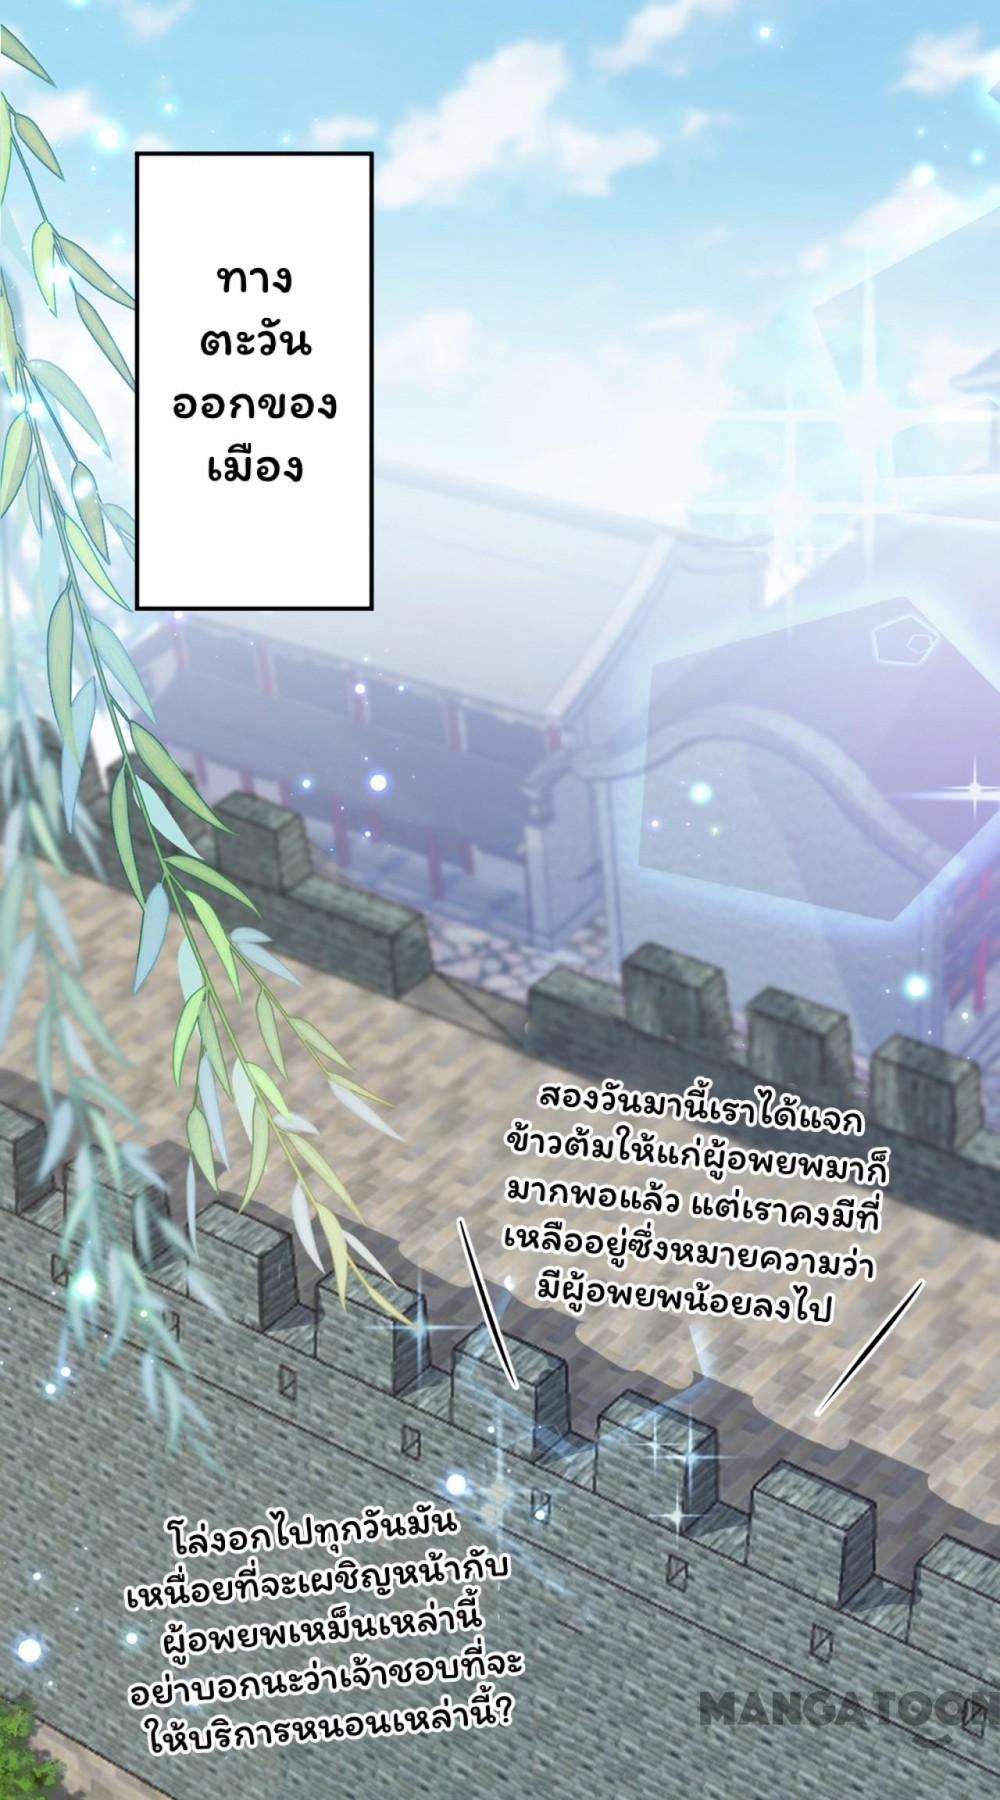 ทาง
ตะวัน
ออกของ
เมือง
สองวันมานี้เราได้แจก
ข้าวต้มให้แก่ผู้อพยพมาก็
มากพอแล้ว แต่เราคงมีที่
เหลืออยู่ซึ่งหมายความว่า
มีผู้อพยพน้อยลงไป
โล่งอกไปทุกวันมัน
เหนื่อยที่จะเผชิญหน้ากับ
ผู้อพยพเหม็นเหล่านี้
อย่าบอกนะว่าเจ้าชอบที่จะ
ให้บริการหนอนเหล่านี้?
MANGATOON